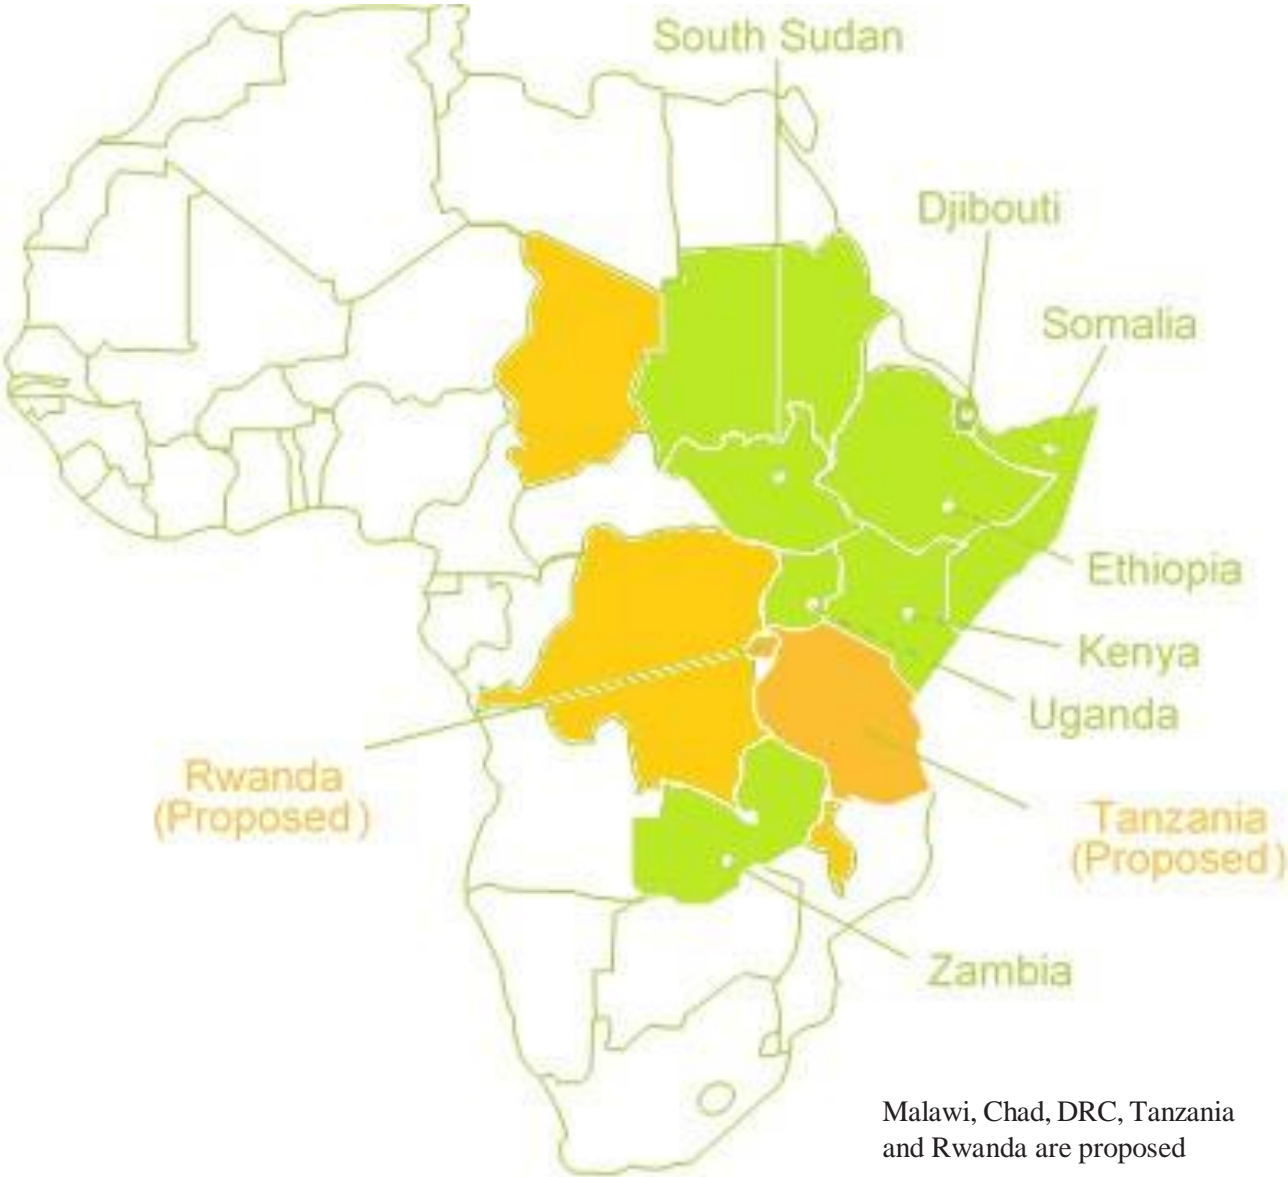 South Sudan
Djibouti
Somalia
Ethiopia
Kenya
Uganda
Rwanda
(Proposed)
Tanzania
(Proposed)
Zambia
Malawi, Chad, DRC, Tanzania
and Rwanda are proposed